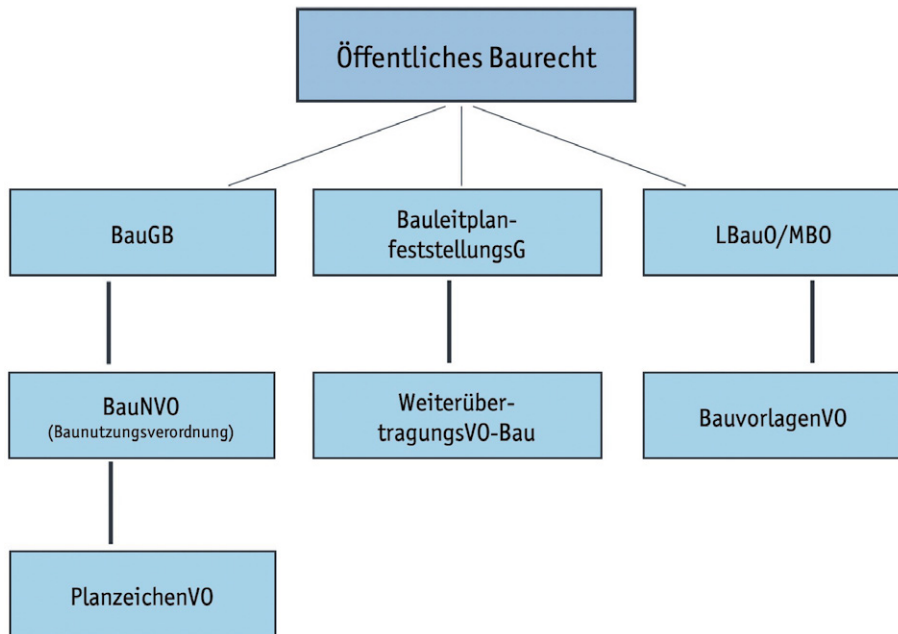 Öffentliches Baurecht
BauGB
Bauleitplan-
feststellungsG
LBauO/MBO
BauNVO
(Baunutzungsverordnung)
Weiterüber-
tragungsVO-Bau
BauvorlagenVO
PlanzeichenVO